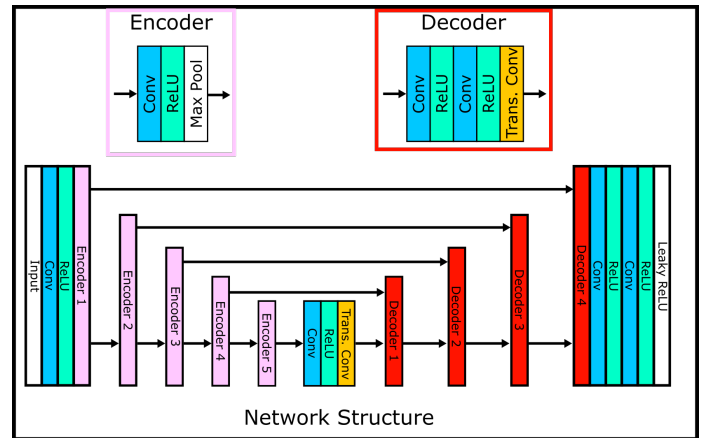 Encoder
Conv
ReLU
Max Pool
Decoder
Conv
ReLU
Conv
ReLU
Trans. Conv
Input
Conv
ReLU
Encoder 1
Encoder 2
Encoder 3
Encoder 4
Encoder 5
Conv
ReLU
Trans. Conv
Decoder 1
Decoder 2
Decoder 3
Decoder 4
Conv
ReLU
Conv
ReLU
Leaky ReLU
Network Structure